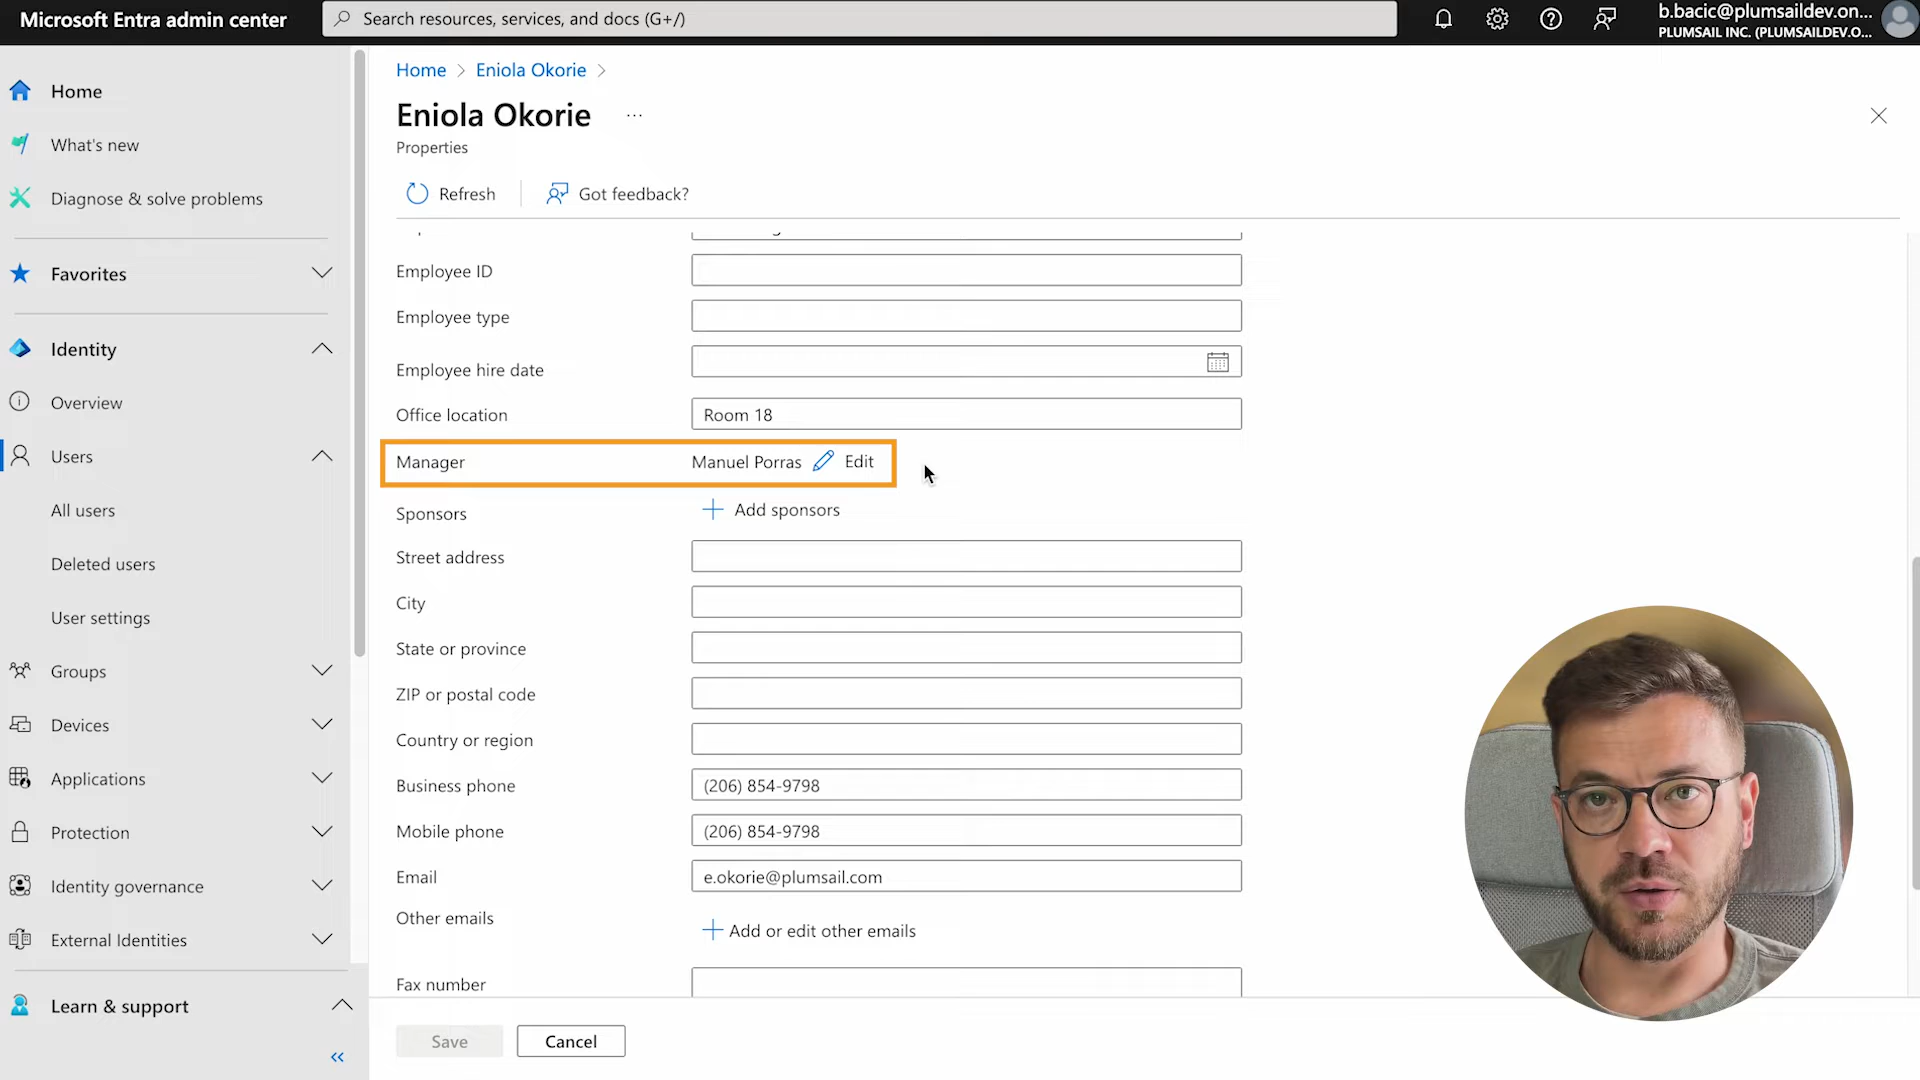 Microsoft Entra admin center
Search resources, services, and docs (G+/)
b.bacic@plumsaildev.on...
PLUMSAIL INC. (PLUMSAILDEV.O...
Home
What's new
Diagnose & solve problems
Favorites
Identity
Overview
Users
All users
Deleted users
User settings
Groups
Devices
Applications
Protection
Identity governance
External Identities
Learn & support
Home > Eniola Okorie >
Eniola Okorie ...
Properties
Refresh
Got feedback?
Employee ID
Employee type
Employee hire date
Office location Room 18
Manager Manuel Porras Edit
Sponsors + Add sponsors
Street address
City
State or province
ZIP or postal code
Country or region
Business phone (206) 854-9798
Mobile phone (206) 854-9798
Email e.okorie@plumsail.com
Other emails + Add or edit other emails
Fax number
Save Cancel